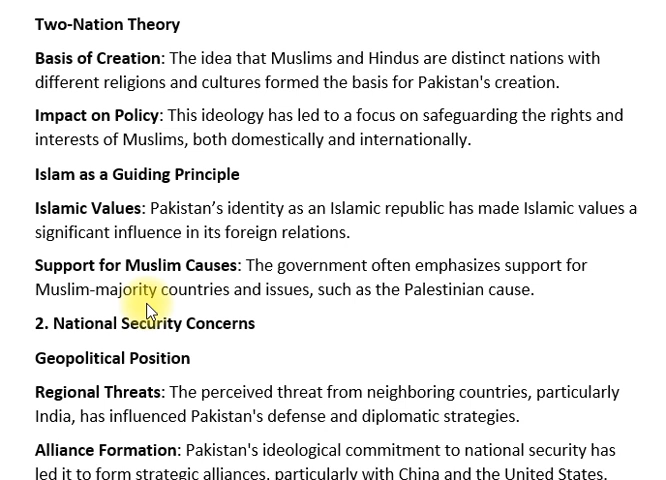 Two-Nation Theory
Basis of Creation: The idea that Muslims and Hindus are distinct nations with
different religions and cultures formed the basis for Pakistan's creation.
Impact on Policy: This ideology has led to a focus on safeguarding the rights and
interests of Muslims, both domestically and internationally.
Islam as a Guiding Principle
Islamic Values: Pakistan’s identity as an Islamic republic has made Islamic values a
significant influence in its foreign relations.
Support for Muslim Causes: The government often emphasizes support for
Muslim-majority countries and issues, such as the Palestinian cause.
2. National Security Concerns
Geopolitical Position
Regional Threats: The perceived threat from neighboring countries, particularly
India, has influenced Pakistan's defense and diplomatic strategies.
Alliance Formation: Pakistan's ideological commitment to national security has
led it to form strategic alliances, particularly with China and the United States.